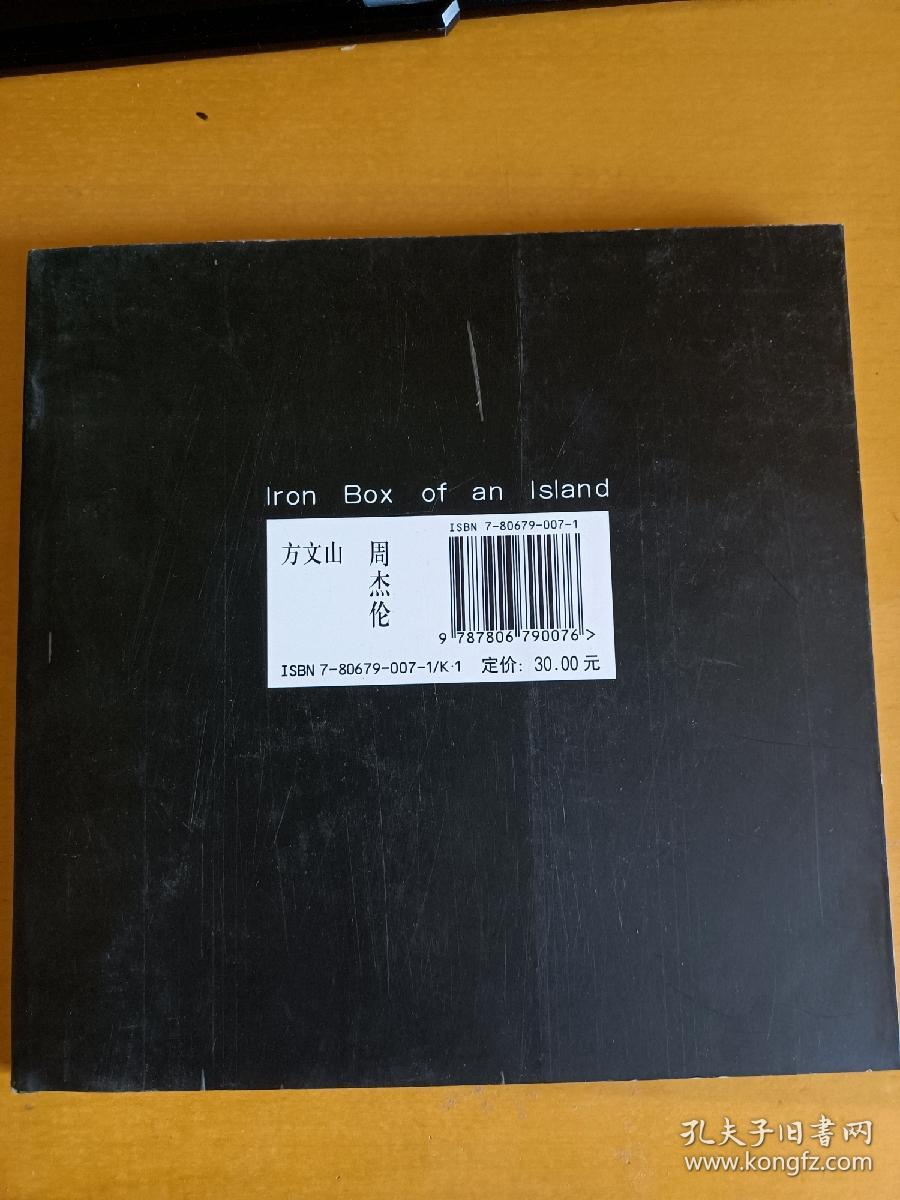 Iron Box of an Island
ISBN 7-80679-007-1
方文山
周杰伦
9 787806 790076 >
ISBN 7-80679-007-1/K·1 定价: 30.00 元
孔夫子旧書网
www.kongfz.com